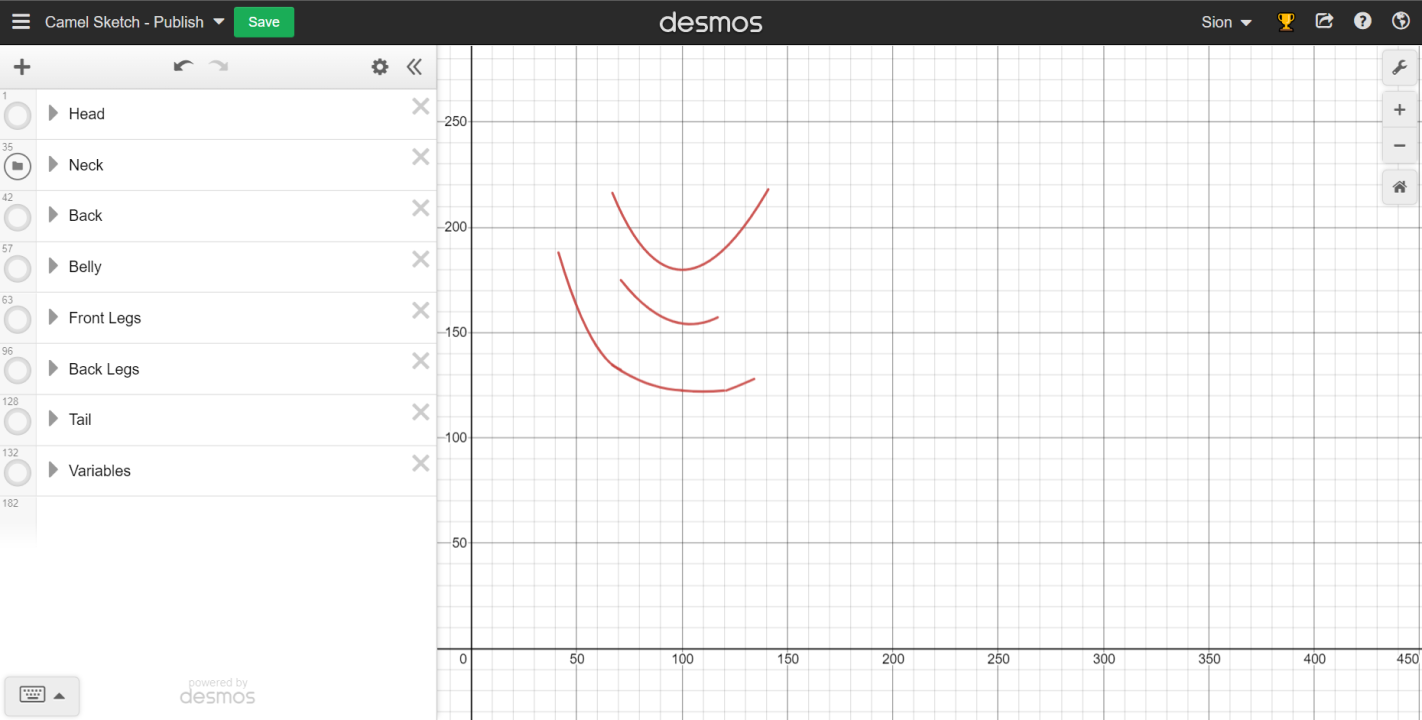 Camel Sketch - Publish
Save
desmos
Sion
1
Head
35
Neck
42
Back
57
Belly
63
Front Legs
96
Back Legs
128
Tail
132
Variables
182
powered by
desmos
250
200
150
100
50
0
50
100
150
200
250
300
350
400
450